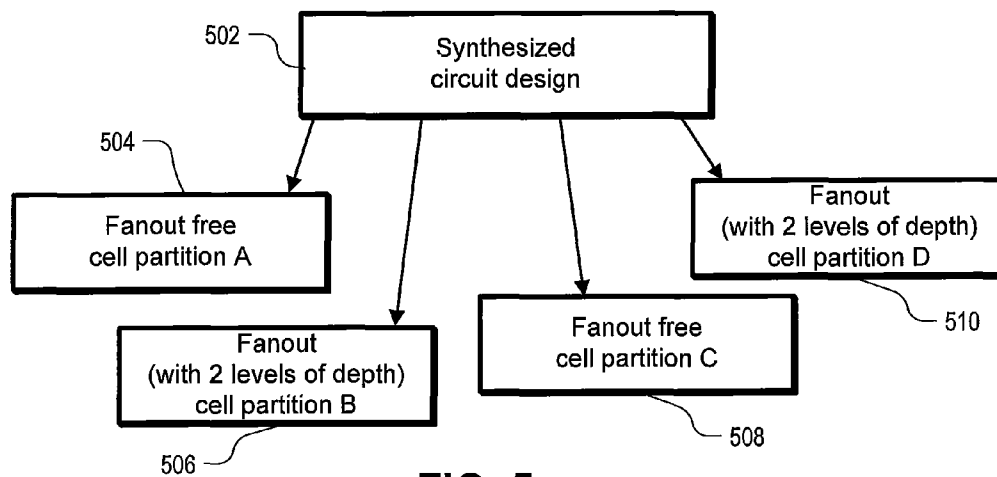 502
Synthesized
circuit design
504
Fanout free
cell partition A
Fanout
(with 2 levels of depth)
cell partition D
510
Fanout
(with 2 levels of depth)
cell partition B
506
Fanout free
cell partition C
508